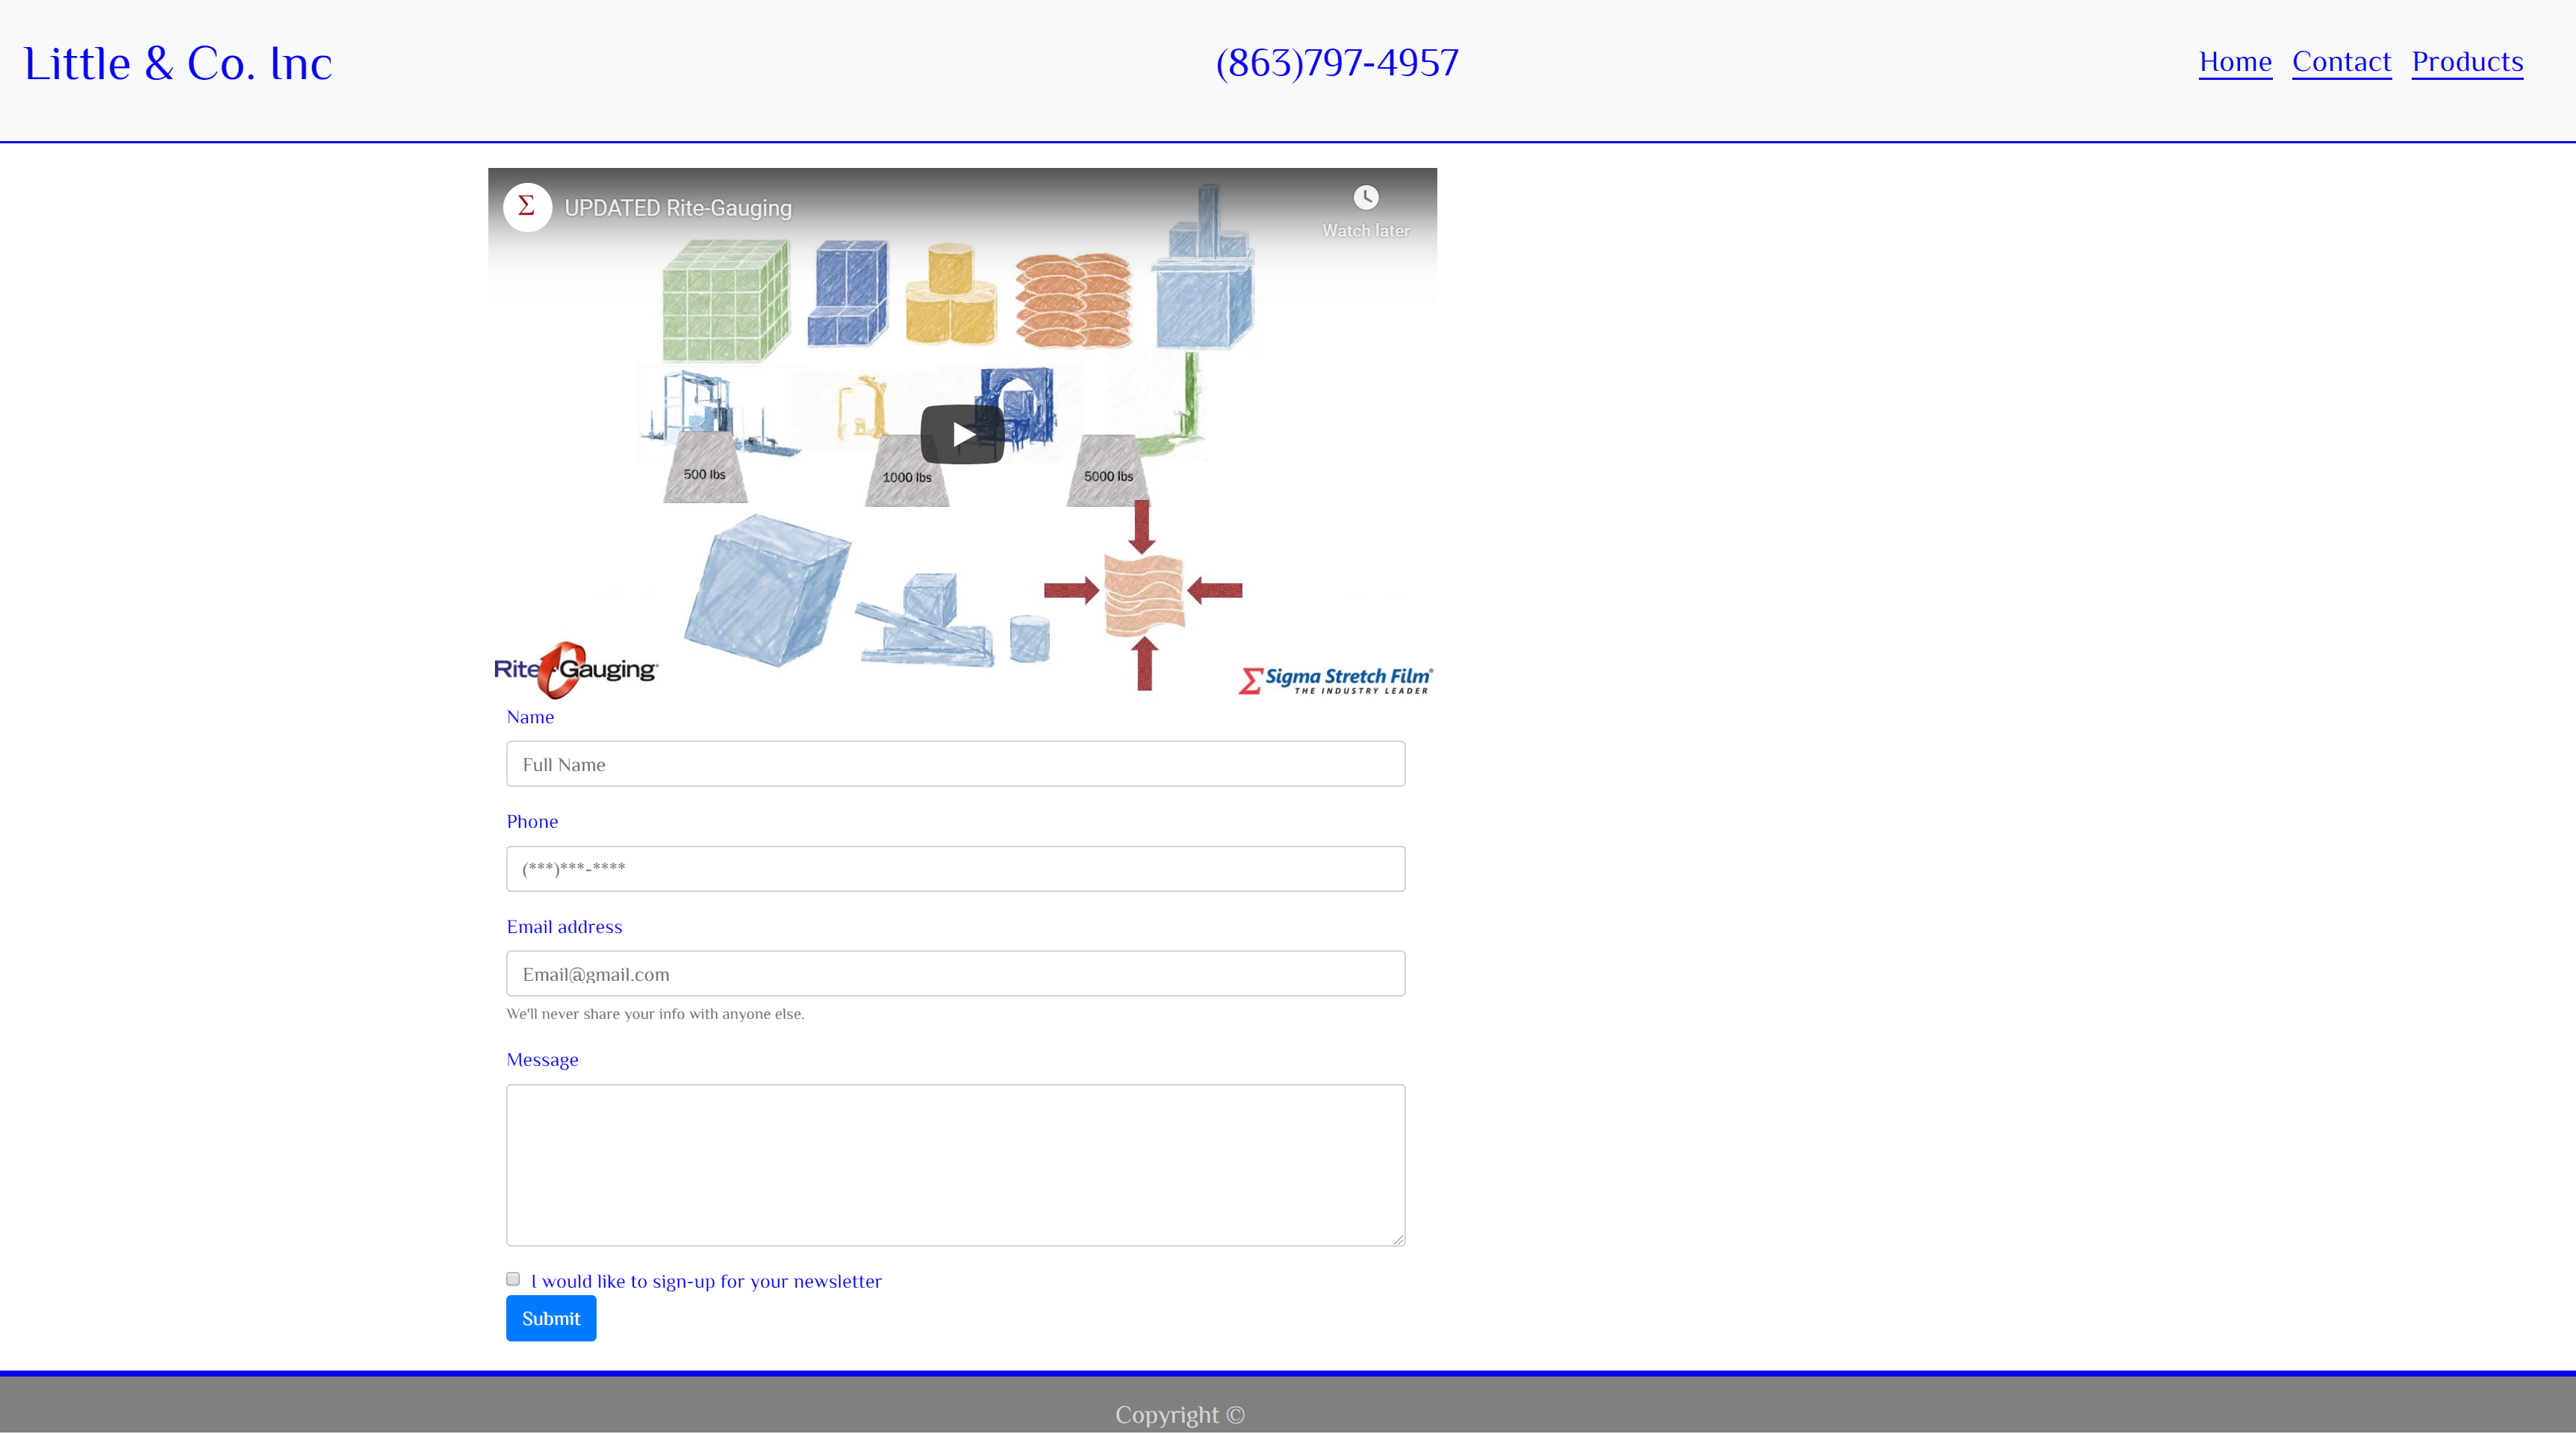 Little & Co. Inc
(863)797-4957
Home Contact Products
Σ UPDATED Rite-Gauging
Watch later
500 lbs
1000 lbs
5000 lbs
Rite-Gauging®
Σ Sigma Stretch Film®
THE INDUSTRY LEADER
Name
Full Name
Phone
(***)***-****
Email address
Email@gmail.com
We'll never share your info with anyone else.
Message
I would like to sign-up for your newsletter
Submit
Copyright ©